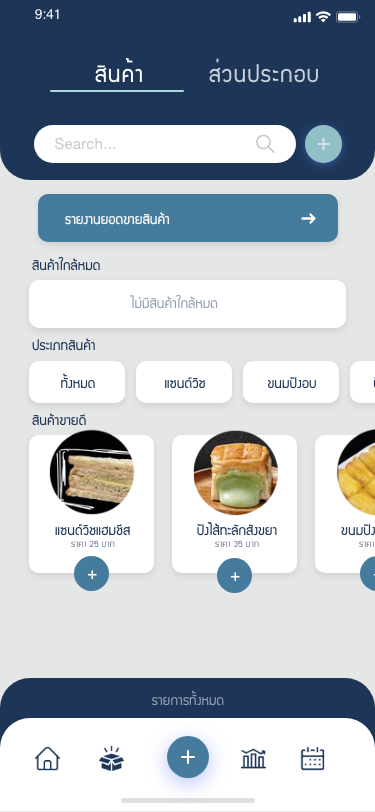 9:41
สินค้า ส่วนประกอบ
Search...
รายงานยอดขายสินค้า
สินค้าใกล้หมด
ไม่มีสินค้าใกล้หมด
ประเภทสินค้า
ทั้งหมด แซนด์วิช ขนมปังอบ
สินค้าขายดี
แซนด์วิชแฮมชีส ปังไส้ทะลักสังขยา ขนมปัง
ราคา 25 บาท ราคา 35 บาท ราคา
รายการทั้งหมด